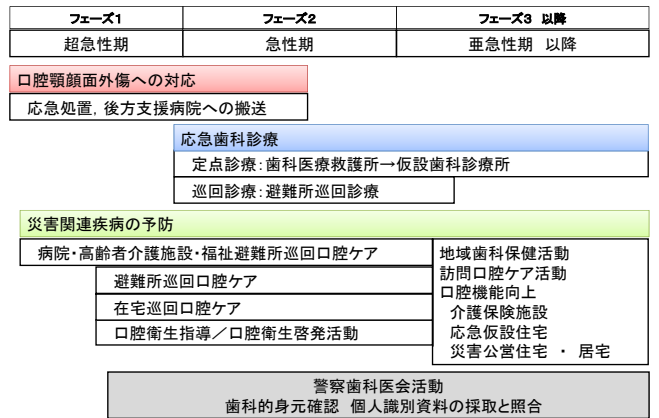 フェーズ1 フェーズ2 フェーズ3 以降
超急性期 急性期 亜急性期 以降
口腔顎顔面外傷への対応
応急処置，後方支援病院への搬送
応急歯科診療
定点診療：歯科医療救護所→仮設歯科診療所
巡回診療：避難所巡回診療
災害関連疾病の予防
病院・高齢者介護施設・福祉避難所巡回口腔ケア
避難所巡回口腔ケア
在宅巡回口腔ケア
口腔衛生指導／口腔衛生啓発活動
地域歯科保健活動
訪問口腔ケア活動
口腔機能向上
介護保険施設
応急仮設住宅
災害公営住宅 ・ 居宅
警察歯科医会活動
歯科的身元確認 個人識別資料の採取と照合